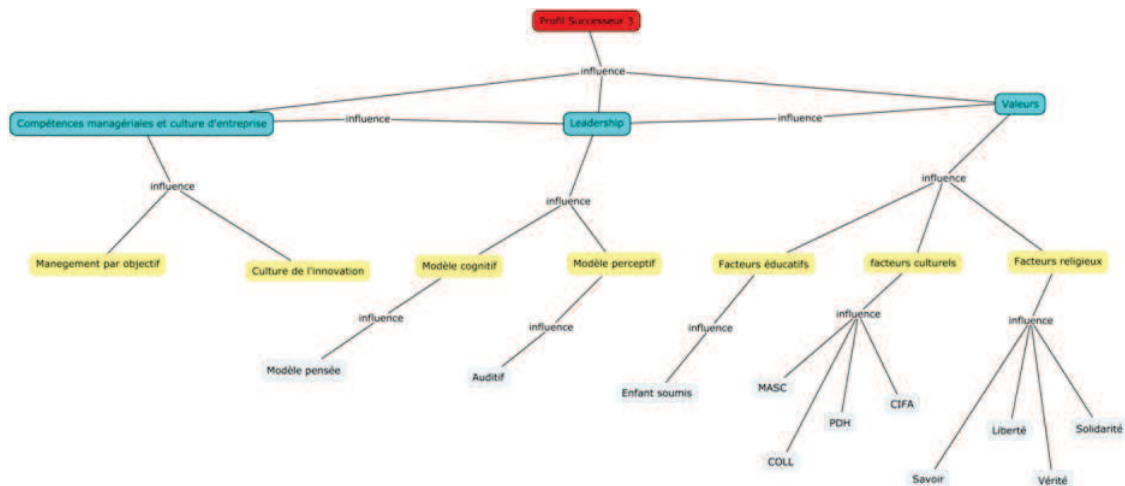 Profil Successeur 3
influence
Valeurs
Compétences managériales et culture d'entreprise
influence
Leadership
influence
influence
influence
influence
Manegement par objectif
Culture de l'innovation
Modèle cognitif
Modèle perceptif
Facteurs éducatifs
facteurs culturels
Facteurs religieux
influence
influence
influence
influence
influence
Modèle pensée
Auditif
Enfant soumis
MASC
CIFA
PDH
COLL
Liberté
Solidarité
Savoir
Vérité